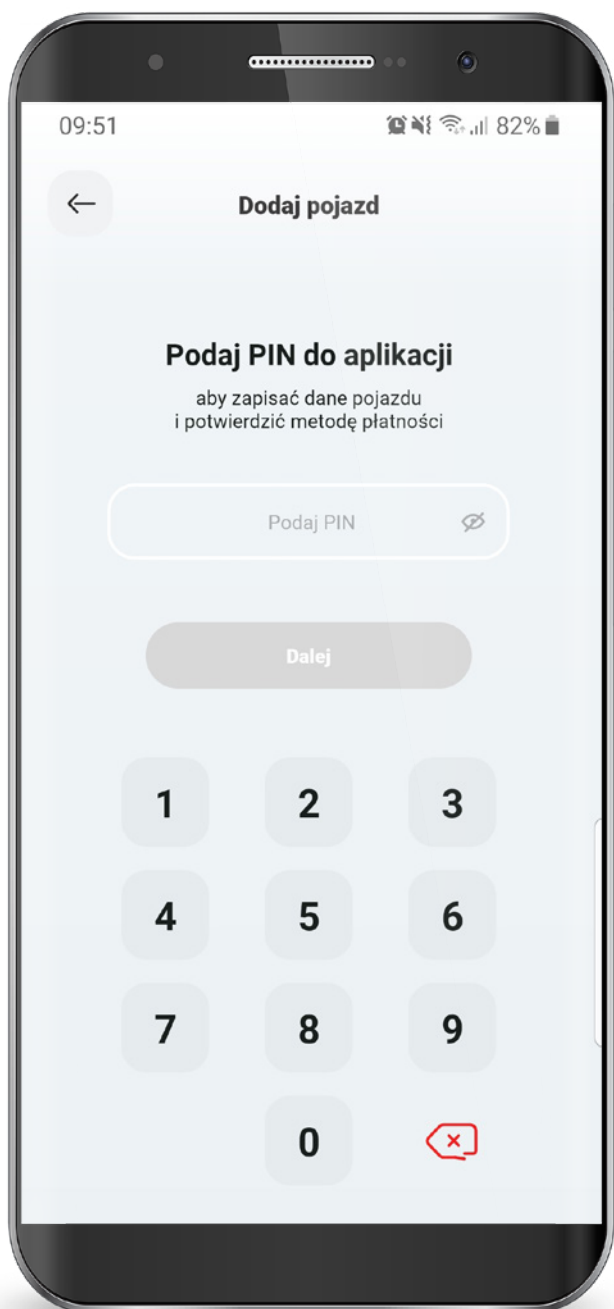 09:51 82%
Dodaj pojazd
Podaj PIN do aplikacji
aby zapisać dane pojazdu
i potwierdzić metodę płatności
Podaj PIN
Dalej
1 2 3
4 5 6
7 8 9
0